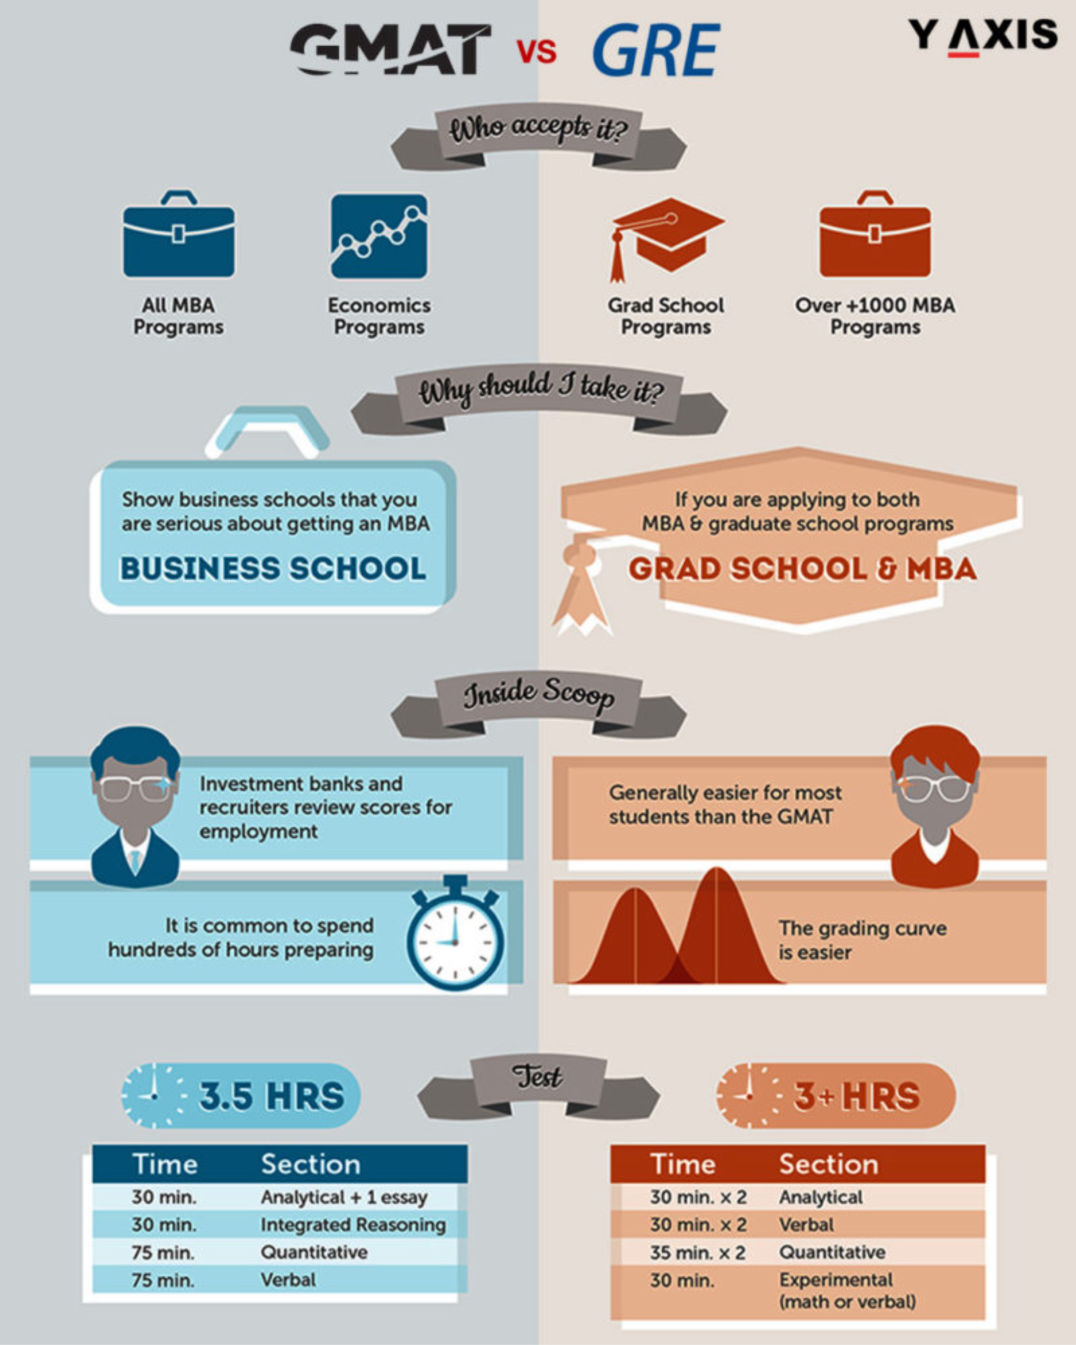 GMAT vs GRE
Y AXIS
Who accepts it?
All MBA
Programs
Economics
Programs
Grad School
Programs
Over +1000 MBA
Programs
Why should I take it?
Show business schools that you
are serious about getting an MBA
BUSINESS SCHOOL
If you are applying to both
MBA & graduate school programs
GRAD SCHOOL & MBA
Inside Scoop
Investment banks and
recruiters review scores for
employment
Generally easier for most
students than the GMAT
It is common to spend
hundreds of hours preparing
The grading curve
is easier
Test
3.5 HRS
Time Section
30 min. Analytical + 1 essay
30 min. Integrated Reasoning
75 min. Quantitative
75 min. Verbal
3+ HRS
Time Section
30 min. x 2 Analytical
30 min. x 2 Verbal
35 min. x 2 Quantitative
30 min. Experimental
(math or verbal)